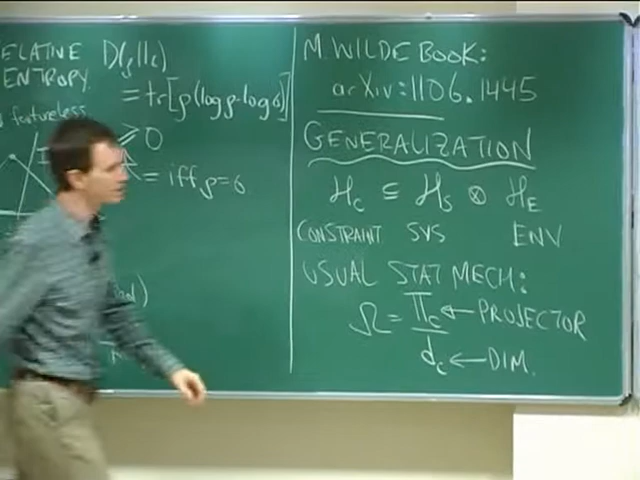 RELATIVE D(ρ||σ)
ENTROPY. = tr[ρ(logρ-logσ)]
featureless
≥ 0
= iff ρ=σ
M. WILDE BOOK:
arXiv:1106.1445
GENERALIZATION
H_C ⊆ H_S ⊗ H_E
CONSTRAINT SYS ENV
USUAL STAT MECH:
Ω = Π_C ← PROJECTOR
d_C ← DIM.